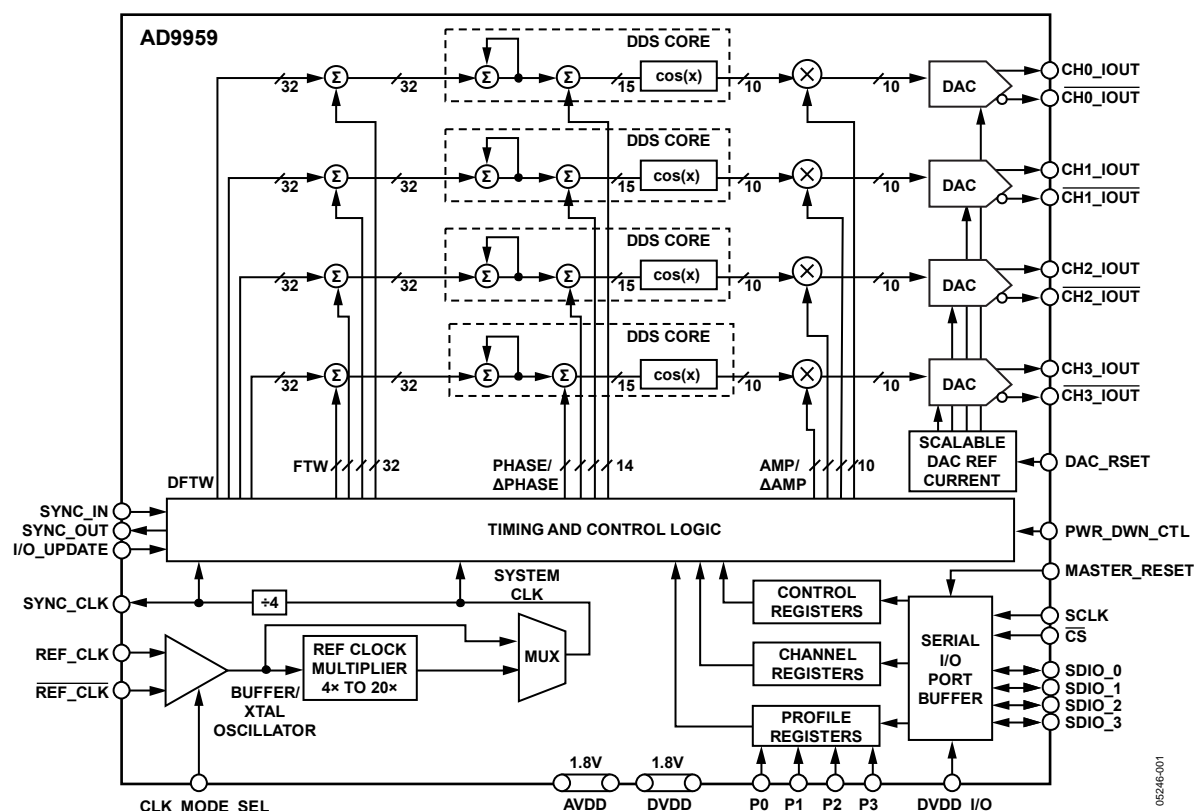 AD9959
DDS CORE
32 Σ 32 Σ Σ 15 cos(x) 10 × 10 DAC
CH0_IOUT
CH0_IOUT
DDS CORE
32 Σ 32 Σ Σ 15 cos(x) 10 × 10 DAC
CH1_IOUT
CH1_IOUT
DDS CORE
32 Σ 32 Σ Σ 15 cos(x) 10 × 10 DAC
CH2_IOUT
CH2_IOUT
DDS CORE
32 Σ 32 Σ Σ 15 cos(x) 10 × 10 DAC
CH3_IOUT
CH3_IOUT
SCALABLE
DAC REF
CURRENT
DAC_RSET
DFTW
FTW 32
PHASE/
ΔPHASE
14
AMP/
ΔAMP
10
SYNC_IN
SYNC_OUT
I/O_UPDATE
TIMING AND CONTROL LOGIC
PWR_DWN_CTL
MASTER_RESET
SYNC_CLK
÷4
SYSTEM
CLK
REF_CLK
REF_CLK
BUFFER/
XTAL
OSCILLATOR
REF CLOCK
MULTIPLIER
4× TO 20×
MUX
CONTROL
REGISTERS
CHANNEL
REGISTERS
PROFILE
REGISTERS
SERIAL
I/O
PORT
BUFFER
SCLK
CS
SDIO_0
SDIO_1
SDIO_2
SDIO_3
CLK_MODE_SEL
1.8V
AVDD
1.8V
DVDD
P0 P1 P2 P3
DVDD_I/O
05246-001